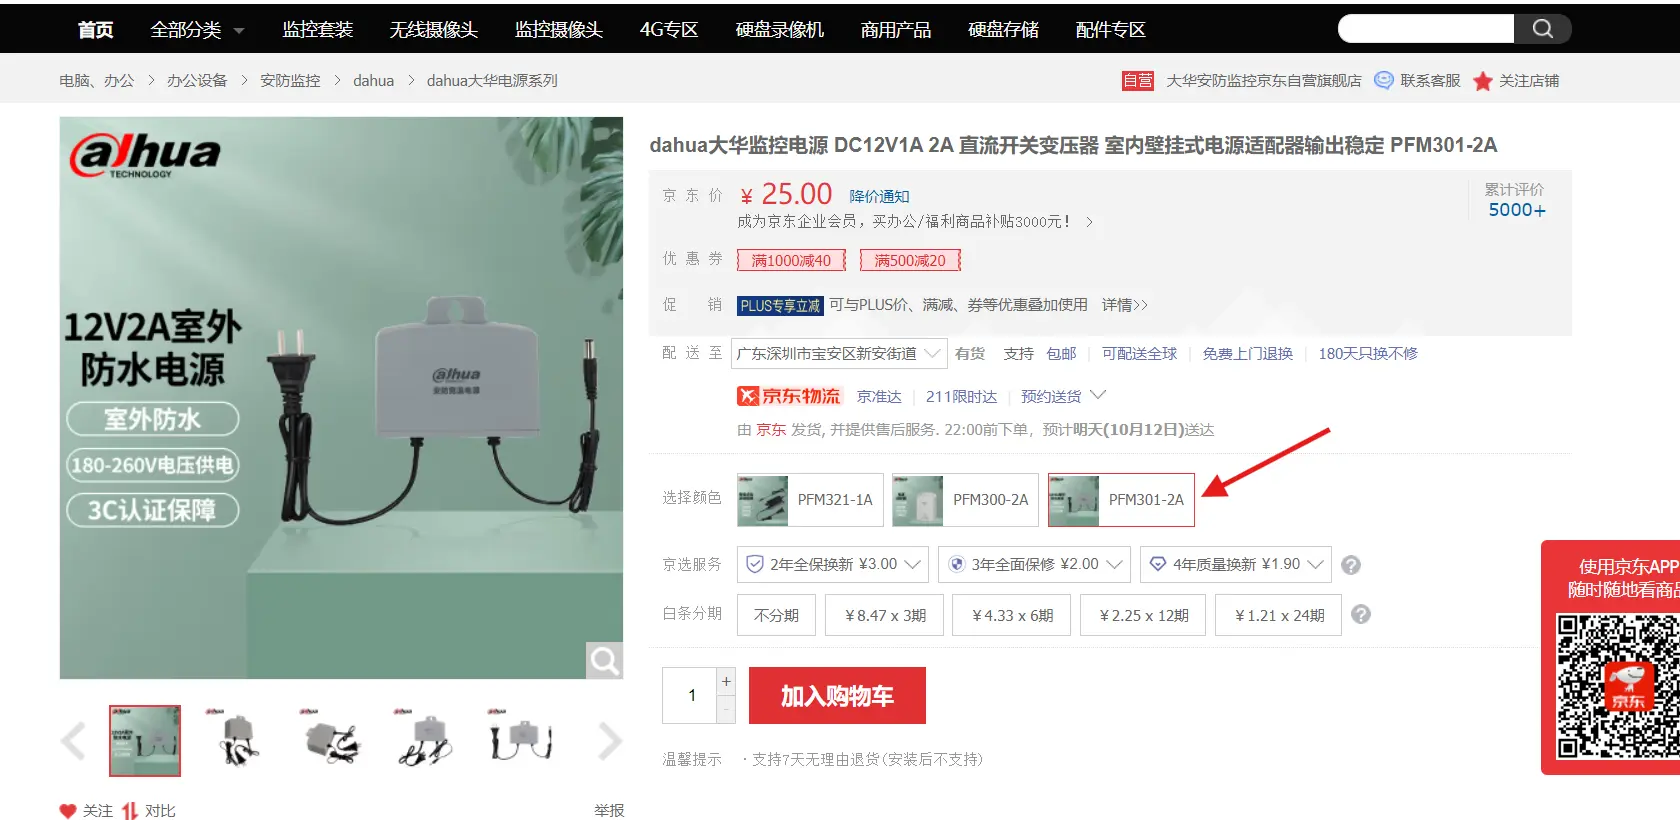 首页 全部分类 监控套装 无线摄像头 监控摄像头 4G专区 硬盘录像机 商用产品 硬盘存储 配件专区
电脑、办公 > 办公设备 > 安防监控 > dahua > dahua大华电源系列
自营 大华安防监控京东自营旗舰店 联系客服 关注店铺
alhua
TECHNOLOGY
12V2A室外
防水电源
室外防水
180-260V电压供电
3C认证保障
alhua
dahua大华监控电源 DC12V1A 2A 直流开关变压器 室内壁挂式电源适配器输出稳定 PFM301-2A
京东价 ¥ 25.00 降价通知
累计评价
5000+
成为京东企业会员，买办公/福利商品补贴3000元！ >
优惠券 满1000减40 满500减20
促销 PLUS专享立减 可与PLUS价、满减、券等优惠叠加使用 详情>>
配送至 广东深圳市宝安区新安街道 有货 支持 包邮 | 可配送全球 | 免费上门退换 | 180天只换不修
京东物流 京准达 | 211限时达 | 预约送货
由 京东 发货, 并提供售后服务. 22:00前下单，预计明天(10月12日)送达
选择颜色 PFM321-1A PFM300-2A PFM301-2A
京选服务 2年全保换新 ¥3.00 3年全面保修 ¥2.00 4年质量换新 ¥1.90 ?
白条分期 不分期 ¥8.47 x 3期 ¥4.33 x 6期 ¥2.25 x 12期 ¥1.21 x 24期 ?
1 + - 加入购物车
温馨提示 ·支持7天无理由退货(安装后不支持)
关注 对比 举报
使用京东APP
随时随地看商品
京东